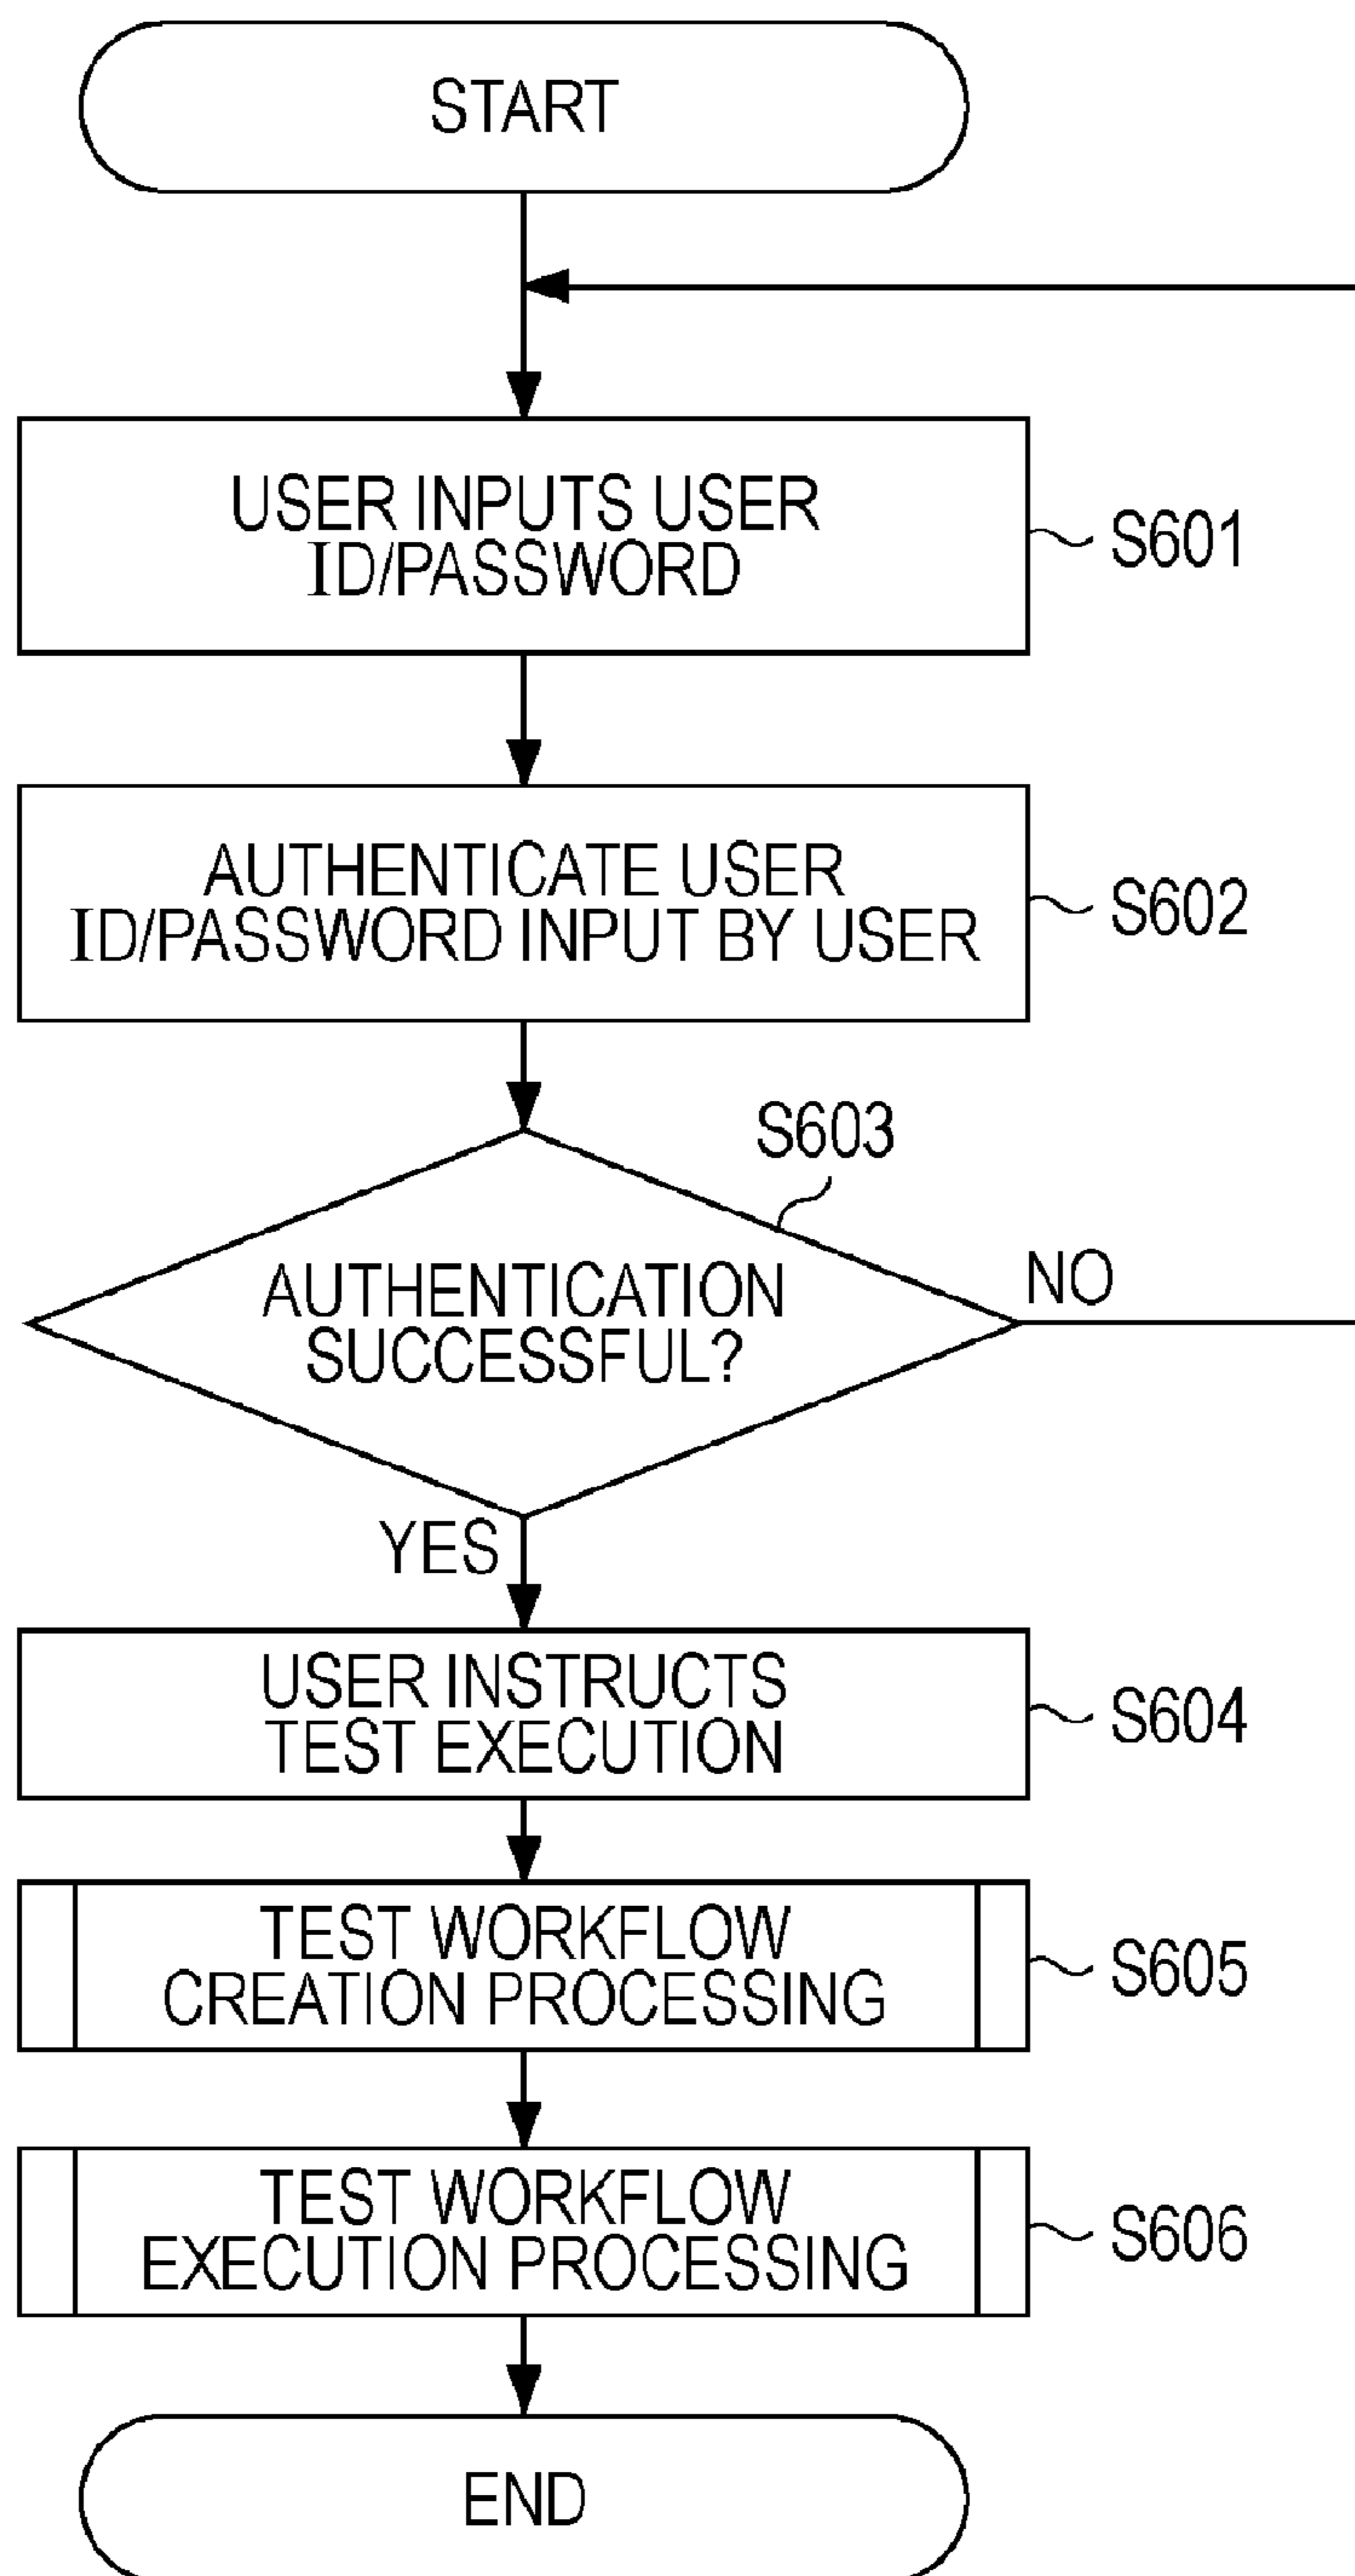 START
USER INPUTS USER
ID/PASSWORD
S601
AUTHENTICATE USER
ID/PASSWORD INPUT BY USER
S602
S603
AUTHENTICATION
SUCCESSFUL?
NO
YES
USER INSTRUCTS
TEST EXECUTION
S604
TEST WORKFLOW
CREATION PROCESSING
S605
TEST WORKFLOW
EXECUTION PROCESSING
S606
END